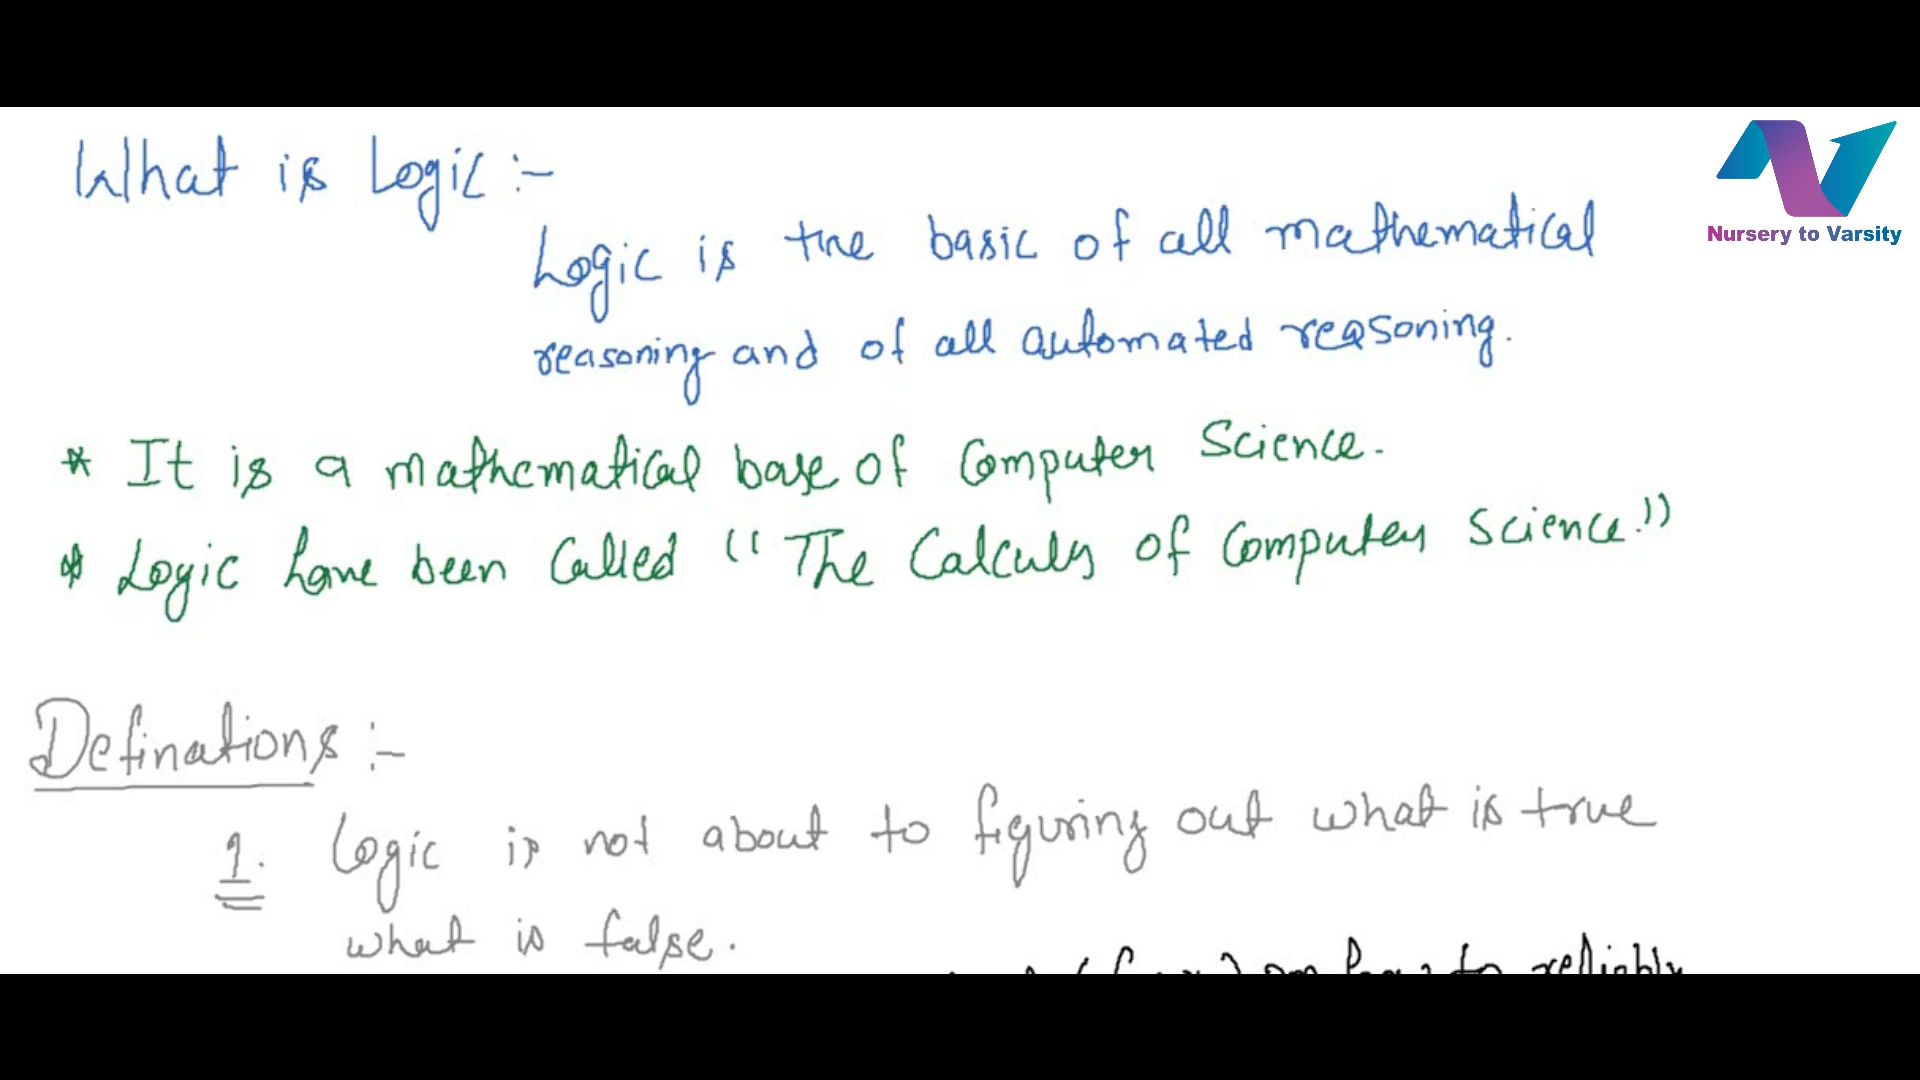 What is Logic :-
Nursery to Varsity
Logic is the basic of all mathematical
reasoning and of all automated reasoning.
* It is a mathematical base of Computer Science.
* Logic have been Called "The Calculus of Computer Science."
Definations :-
1. Logic is not about to figuring out what is true
what is false.
to reliably